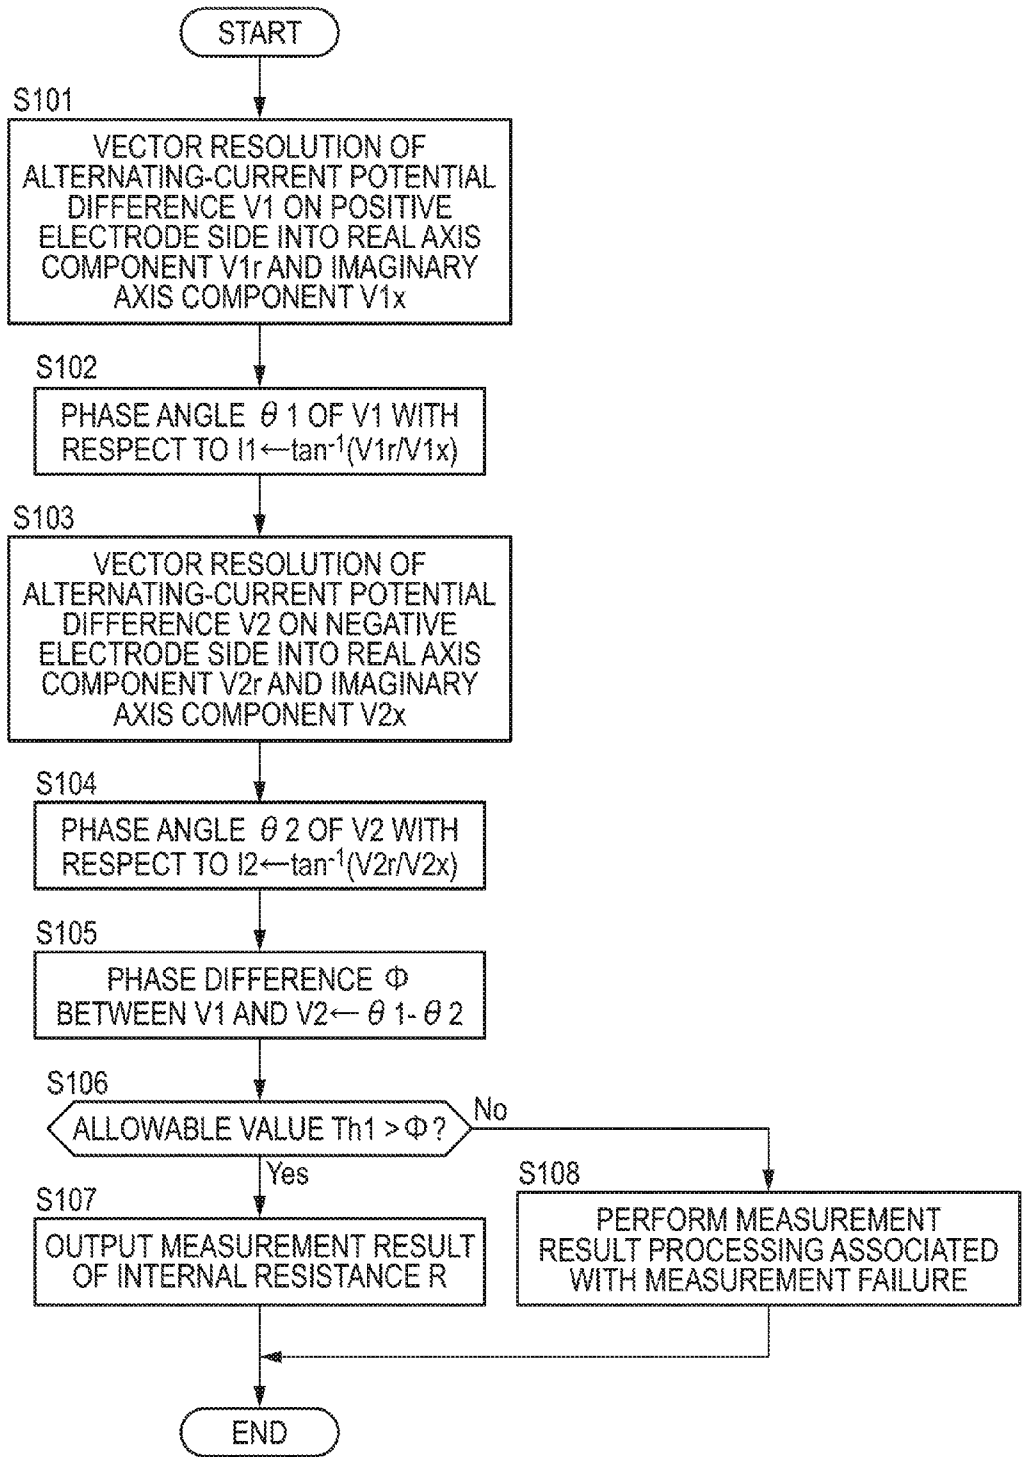 START
S101
VECTOR RESOLUTION OF
ALTERNATING-CURRENT POTENTIAL
DIFFERENCE V1 ON POSITIVE
ELECTRODE SIDE INTO REAL AXIS
COMPONENT V1r AND IMAGINARY
AXIS COMPONENT V1x
S102
PHASE ANGLE θ 1 OF V1 WITH
RESPECT TO I1←tan⁻¹(V1r/V1x)
S103
VECTOR RESOLUTION OF
ALTERNATING-CURRENT POTENTIAL
DIFFERENCE V2 ON NEGATIVE
ELECTRODE SIDE INTO REAL AXIS
COMPONENT V2r AND IMAGINARY
AXIS COMPONENT V2x
S104
PHASE ANGLE θ 2 OF V2 WITH
RESPECT TO I2←tan⁻¹(V2r/V2x)
S105
PHASE DIFFERENCE Φ
BETWEEN V1 AND V2← θ 1- θ 2
S106
ALLOWABLE VALUE Th1 > Φ ?
No
Yes
S107
OUTPUT MEASUREMENT RESULT
OF INTERNAL RESISTANCE R
S108
PERFORM MEASUREMENT
RESULT PROCESSING ASSOCIATED
WITH MEASUREMENT FAILURE
END